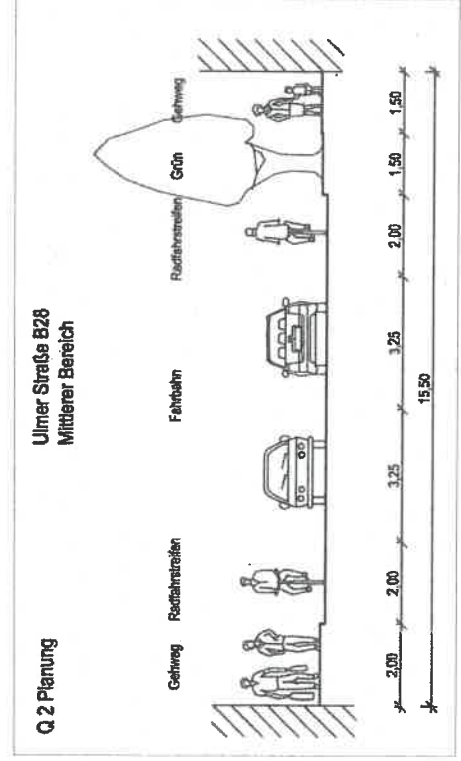 Q 2 Planung
Ulmer Straße B28
Mittlerer Bereich
Gehweg Radfahrstreifen Fahrbahn Radfahrstreifen Grün Gehweg
2,00 2,00 3,25 3,25 2,00 1,50 1,50
15,50